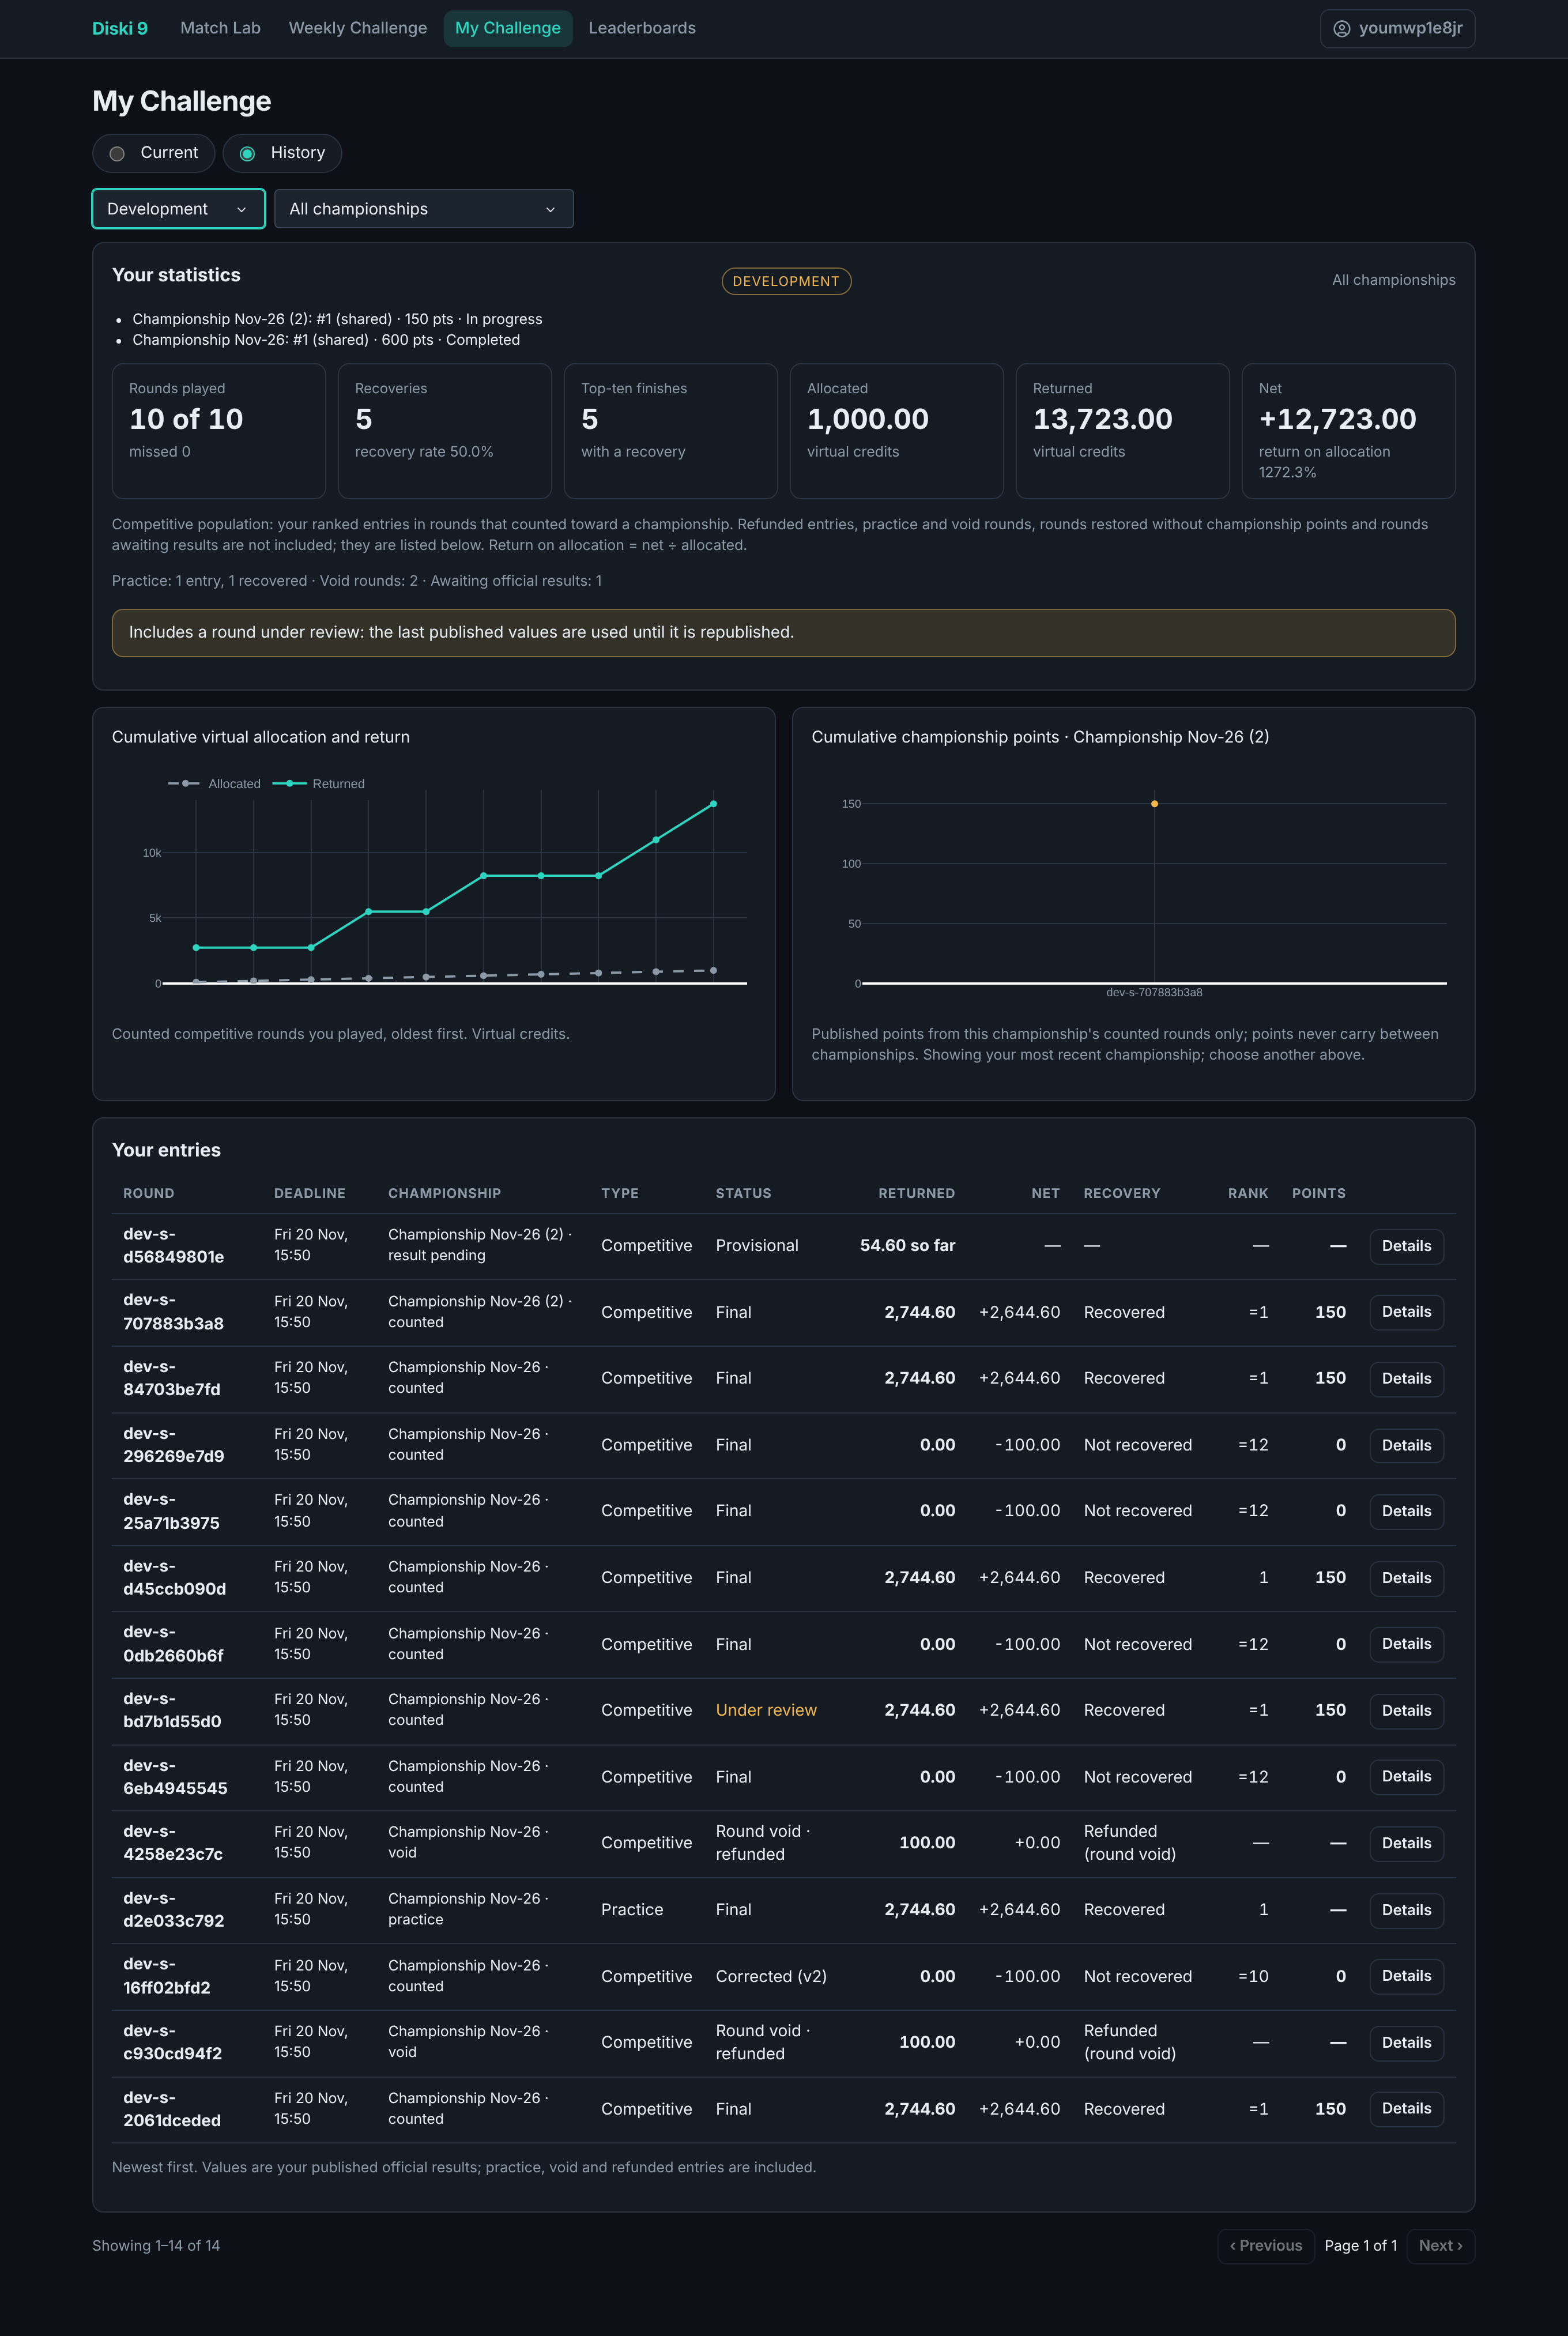 Diski 9 Match Lab Weekly Challenge My Challenge Leaderboards youmwp1e8jr
My Challenge
Current History
Development All championships
Your statistics DEVELOPMENT All championships
• Championship Nov-26 (2): #1 (shared) · 150 pts · In progress
• Championship Nov-26: #1 (shared) · 600 pts · Completed
Rounds played Recoveries Top-ten finishes Allocated Returned Net
10 of 10 5 5 1,000.00 13,723.00 +12,723.00
missed 0 recovery rate 50.0% with a recovery virtual credits virtual credits return on allocation
1272.3%
Competitive population: your ranked entries in rounds that counted toward a championship. Refunded entries, practice and void rounds, rounds restored without championship points and rounds
awaiting results are not included; they are listed below. Return on allocation = net ÷ allocated.
Practice: 1 entry, 1 recovered · Void rounds: 2 · Awaiting official results: 1
Includes a round under review: the last published values are used until it is republished.
Cumulative virtual allocation and return
Allocated Returned
10k
5k
0
Counted competitive rounds you played, oldest first. Virtual credits.
Cumulative championship points · Championship Nov-26 (2)
150
100
50
0
dev-s-707883b3a8
Published points from this championship's counted rounds only; points never carry between
championships. Showing your most recent championship; choose another above.
Your entries
ROUND DEADLINE CHAMPIONSHIP TYPE STATUS RETURNED NET RECOVERY RANK POINTS
dev-s- Fri 20 Nov, Championship Nov-26 (2) ·
d56849801e 15:50 result pending Competitive Provisional 54.60 so far — — — — Details
dev-s- Fri 20 Nov, Championship Nov-26 (2) ·
707883b3a8 15:50 counted Competitive Final 2,744.60 +2,644.60 Recovered =1 150 Details
dev-s- Fri 20 Nov, Championship Nov-26 ·
84703be7fd 15:50 counted Competitive Final 2,744.60 +2,644.60 Recovered =1 150 Details
dev-s- Fri 20 Nov, Championship Nov-26 ·
296269e7d9 15:50 counted Competitive Final 0.00 -100.00 Not recovered =12 0 Details
dev-s- Fri 20 Nov, Championship Nov-26 ·
25a71b3975 15:50 counted Competitive Final 0.00 -100.00 Not recovered =12 0 Details
dev-s- Fri 20 Nov, Championship Nov-26 ·
d45ccb090d 15:50 counted Competitive Final 2,744.60 +2,644.60 Recovered 1 150 Details
dev-s- Fri 20 Nov, Championship Nov-26 ·
0db2660b6f 15:50 counted Competitive Final 0.00 -100.00 Not recovered =12 0 Details
dev-s- Fri 20 Nov, Championship Nov-26 ·
bd7b1d55d0 15:50 counted Competitive Under review 2,744.60 +2,644.60 Recovered =1 150 Details
dev-s- Fri 20 Nov, Championship Nov-26 ·
6eb4945545 15:50 counted Competitive Final 0.00 -100.00 Not recovered =12 0 Details
dev-s- Fri 20 Nov, Championship Nov-26 · Round void · Refunded
4258e23c7c 15:50 void Competitive refunded 100.00 +0.00 (round void) — — Details
dev-s- Fri 20 Nov, Championship Nov-26 ·
d2e033c792 15:50 practice Practice Final 2,744.60 +2,644.60 Recovered 1 — Details
dev-s- Fri 20 Nov, Championship Nov-26 ·
16ff02bfd2 15:50 counted Competitive Corrected (v2) 0.00 -100.00 Not recovered =10 0 Details
dev-s- Fri 20 Nov, Championship Nov-26 · Round void · Refunded
c930cd94f2 15:50 void Competitive refunded 100.00 +0.00 (round void) — — Details
dev-s- Fri 20 Nov, Championship Nov-26 ·
2061dceded 15:50 counted Competitive Final 2,744.60 +2,644.60 Recovered =1 150 Details
Newest first. Values are your published official results; practice, void and refunded entries are included.
Showing 1–14 of 14 ‹ Previous Page 1 of 1 Next ›